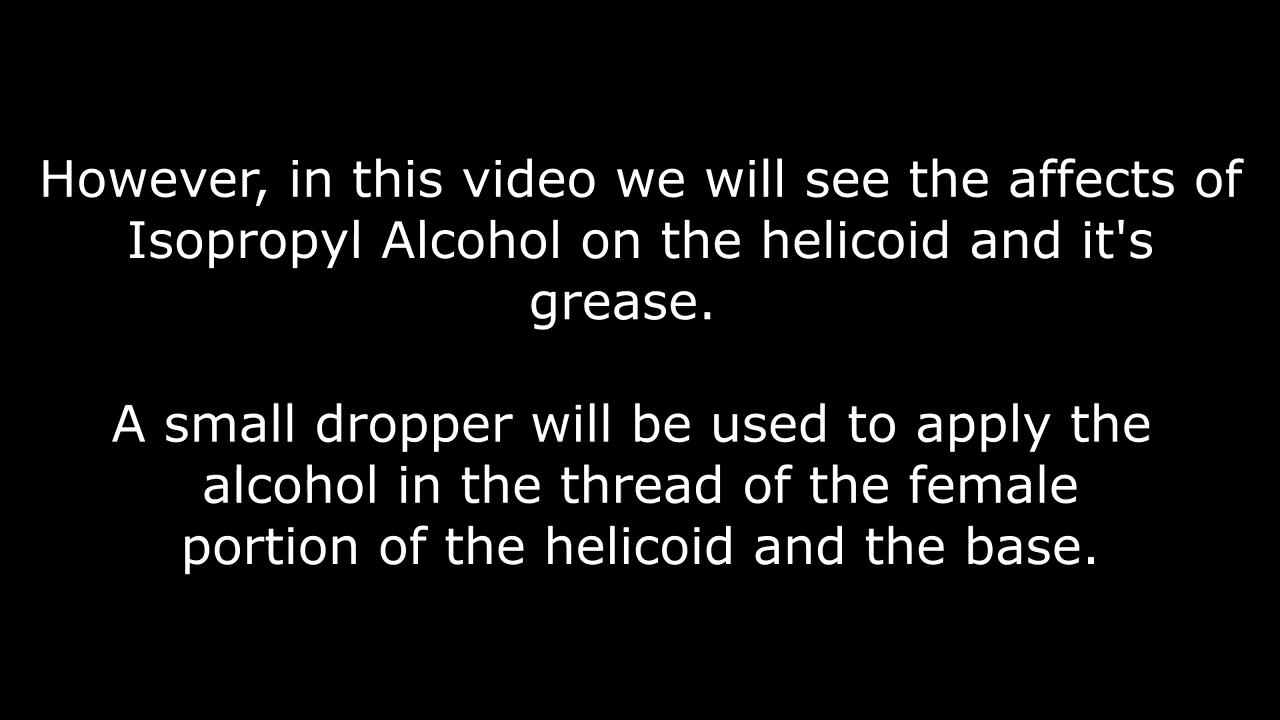 However, in this video we will see the affects of
Isopropyl Alcohol on the helicoid and it's
grease.
A small dropper will be used to apply the
alcohol in the thread of the female
portion of the helicoid and the base.